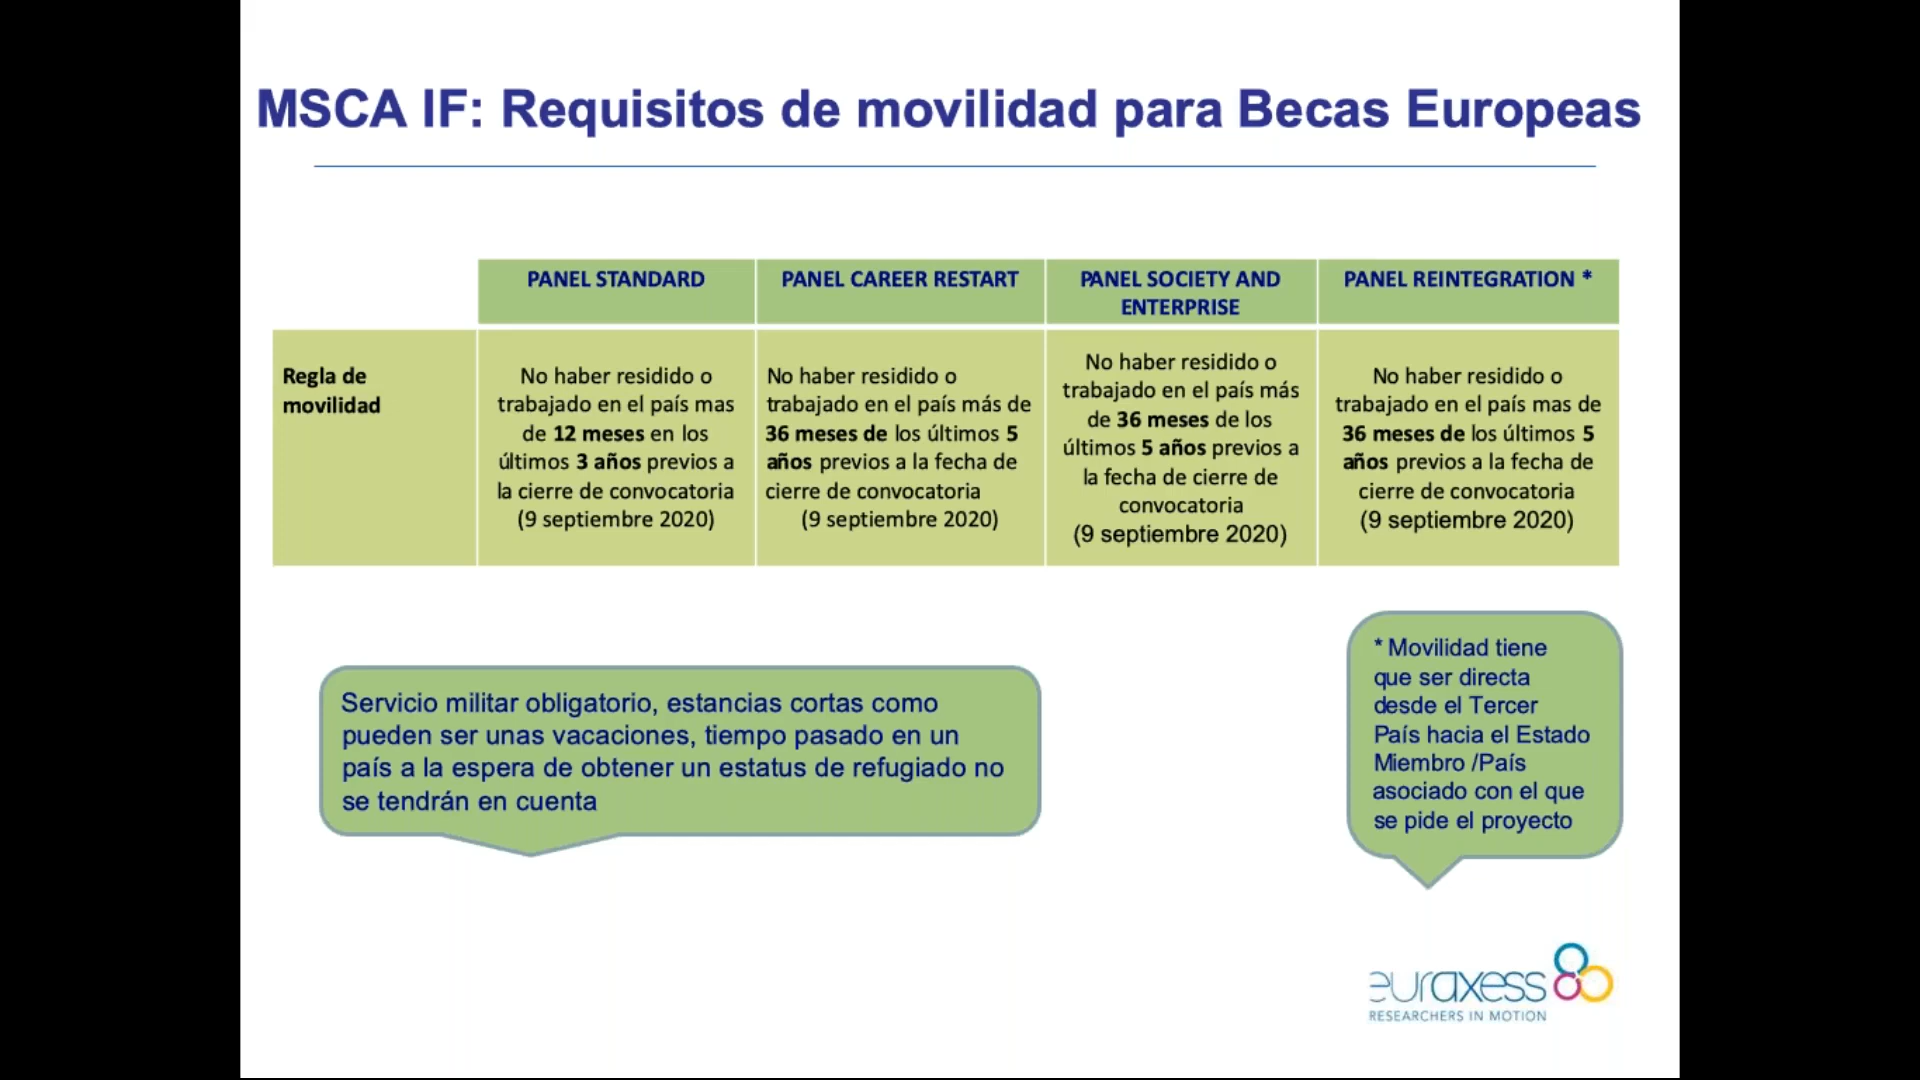 MSCA IF: Requisitos de movilidad para Becas Europeas
PANEL STANDARD
PANEL CAREER RESTART
PANEL SOCIETY AND
ENTERPRISE
PANEL REINTEGRATION *
Regla de
movilidad
No haber residido o
trabajado en el país mas
de 12 meses en los
últimos 3 años previos a
la cierre de convocatoria
(9 septiembre 2020)
No haber residido o
trabajado en el país más de
36 meses de los últimos 5
años previos a la fecha de
cierre de convocatoria
(9 septiembre 2020)
No haber residido o
trabajado en el país más
de 36 meses de los
últimos 5 años previos a
la fecha de cierre de
convocatoria
(9 septiembre 2020)
No haber residido o
trabajado en el país mas de
36 meses de los últimos 5
años previos a la fecha de
cierre de convocatoria
(9 septiembre 2020)
Servicio militar obligatorio, estancias cortas como
pueden ser unas vacaciones, tiempo pasado en un
país a la espera de obtener un estatus de refugiado no
se tendrán en cuenta
* Movilidad tiene
que ser directa
desde el Tercer
País hacia el Estado
Miembro /País
asociado con el que
se pide el proyecto
euraxess
RESEARCHERS IN MOTION